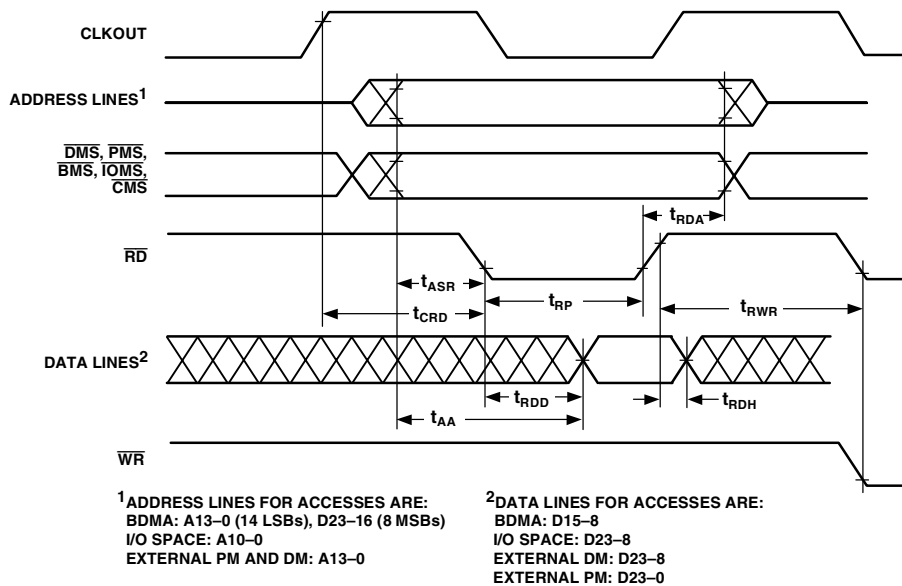 CLKOUT
ADDRESS LINES¹
DMS, PMS,
BMS, IOMS,
CMS
tRDA
RD
tASR
tRP
tCRD
tRWR
DATA LINES²
tRDD
tRDH
tAA
WR
¹ADDRESS LINES FOR ACCESSES ARE:
BDMA: A13–0 (14 LSBs), D23–16 (8 MSBs)
I/O SPACE: A10–0
EXTERNAL PM AND DM: A13–0
²DATA LINES FOR ACCESSES ARE:
BDMA: D15–8
I/O SPACE: D23–8
EXTERNAL DM: D23–8
EXTERNAL PM: D23–0